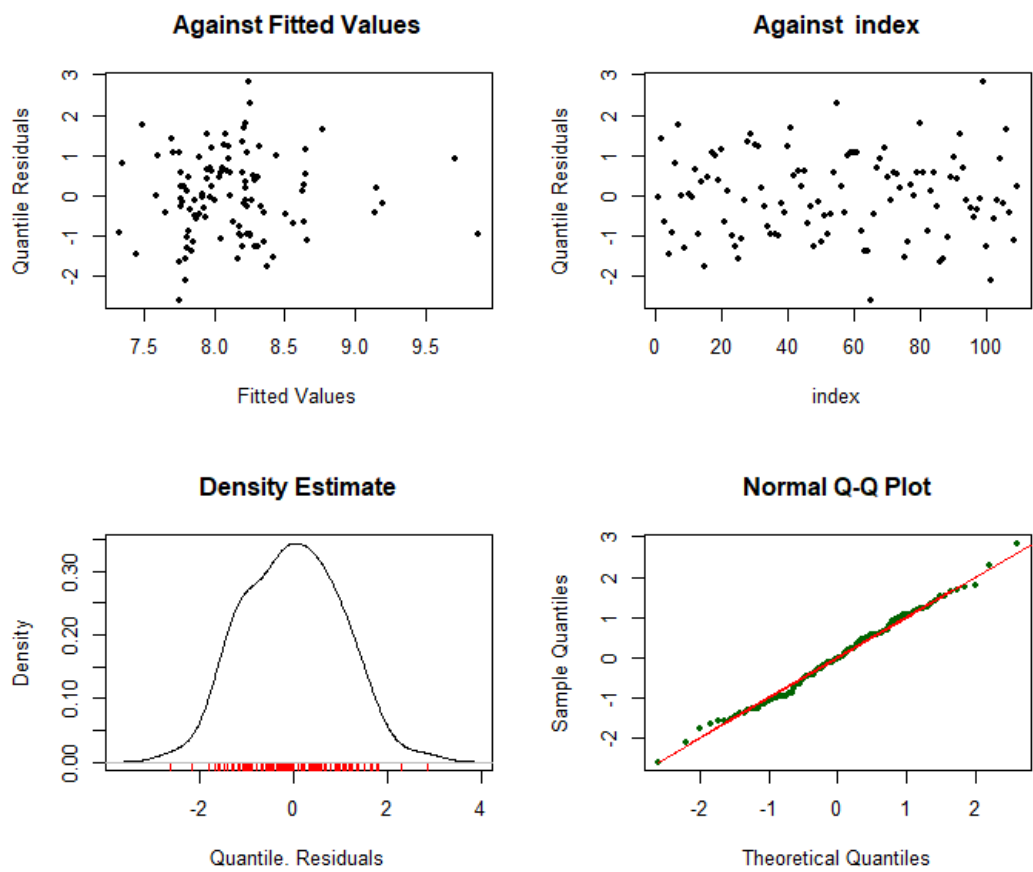 Against Fitted Values
Quantile Residuals
3
2
1
0
-1
-2
7.5 8.0 8.5 9.0 9.5
Fitted Values
Against index
Quantile Residuals
3
2
1
0
-1
-2
0 20 40 60 80 100
index
Density Estimate
Density
0.30
0.20
0.10
0.00
-2 0 2 4
Quantile. Residuals
Normal Q-Q Plot
Sample Quantiles
3
2
1
0
-1
-2
-2 -1 0 1 2
Theoretical Quantiles